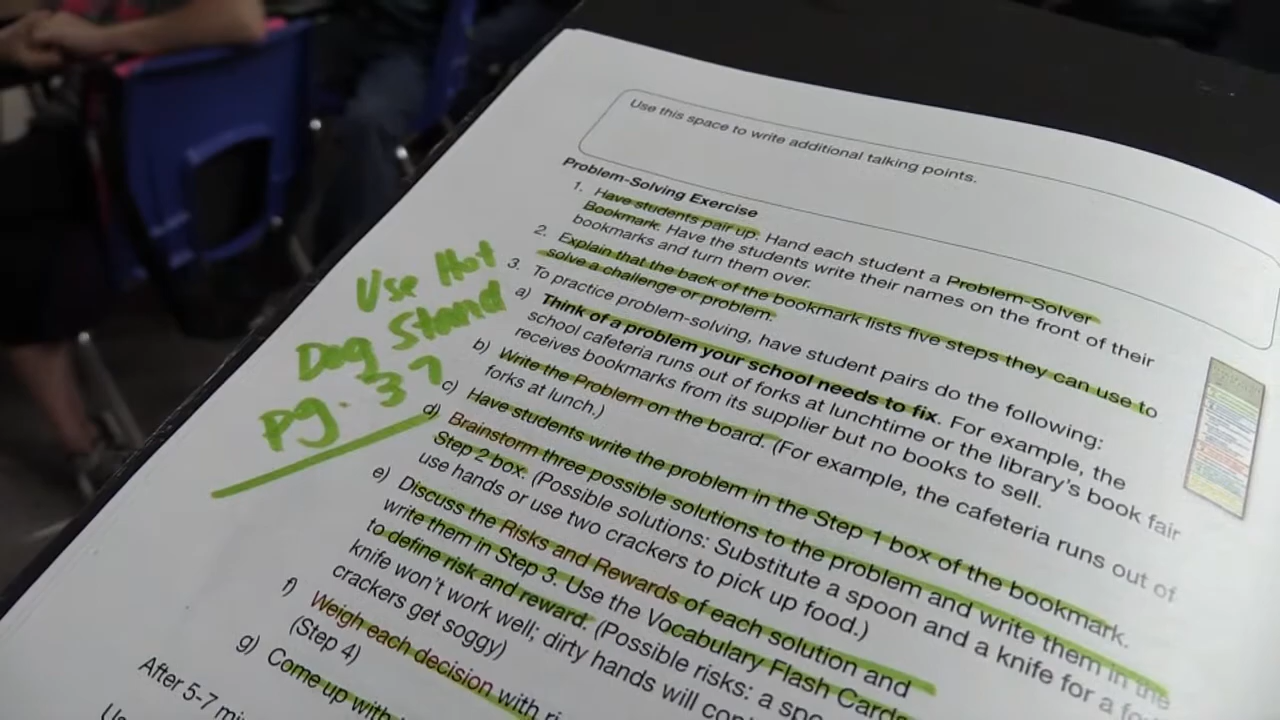 Use this space to write additional talking points.
Problem-Solving Exercise
1. Have students pair up. Hand each student a Problem-Solver
Bookmark. Have the students write their names on the front of their
bookmarks and turn them over.
2. Explain that the back of the bookmark lists five steps they can use to
solve a challenge or problem.
3. To practice problem-solving, have student pairs do the following:
a) Think of a problem your school needs to fix. For example, the
school cafeteria runs out of forks at lunchtime or the library's book fair
receives bookmarks from its supplier but no books to sell.
b) Write the Problem on the board. (For example, the cafeteria runs out of
forks at lunch.)
c) Have students write the problem in the Step 1 box of the bookmark.
d) Brainstorm three possible solutions to the problem and write them in the
Step 2 box. (Possible solutions: Substitute a spoon and a knife for a
use hands or use two crackers to pick up food.)
e) Discuss the Risks and Rewards of each solution and
write them in Step 3. Use the Vocabulary Flash Cards
to define risk and reward. (Possible risks: a
knife won't work well; dirty hands will
crackers get soggy)
f) Weigh each decision with
(Step 4)
g) Come up with
After 5-7
Use Hot
Dog Stand
pg. 37